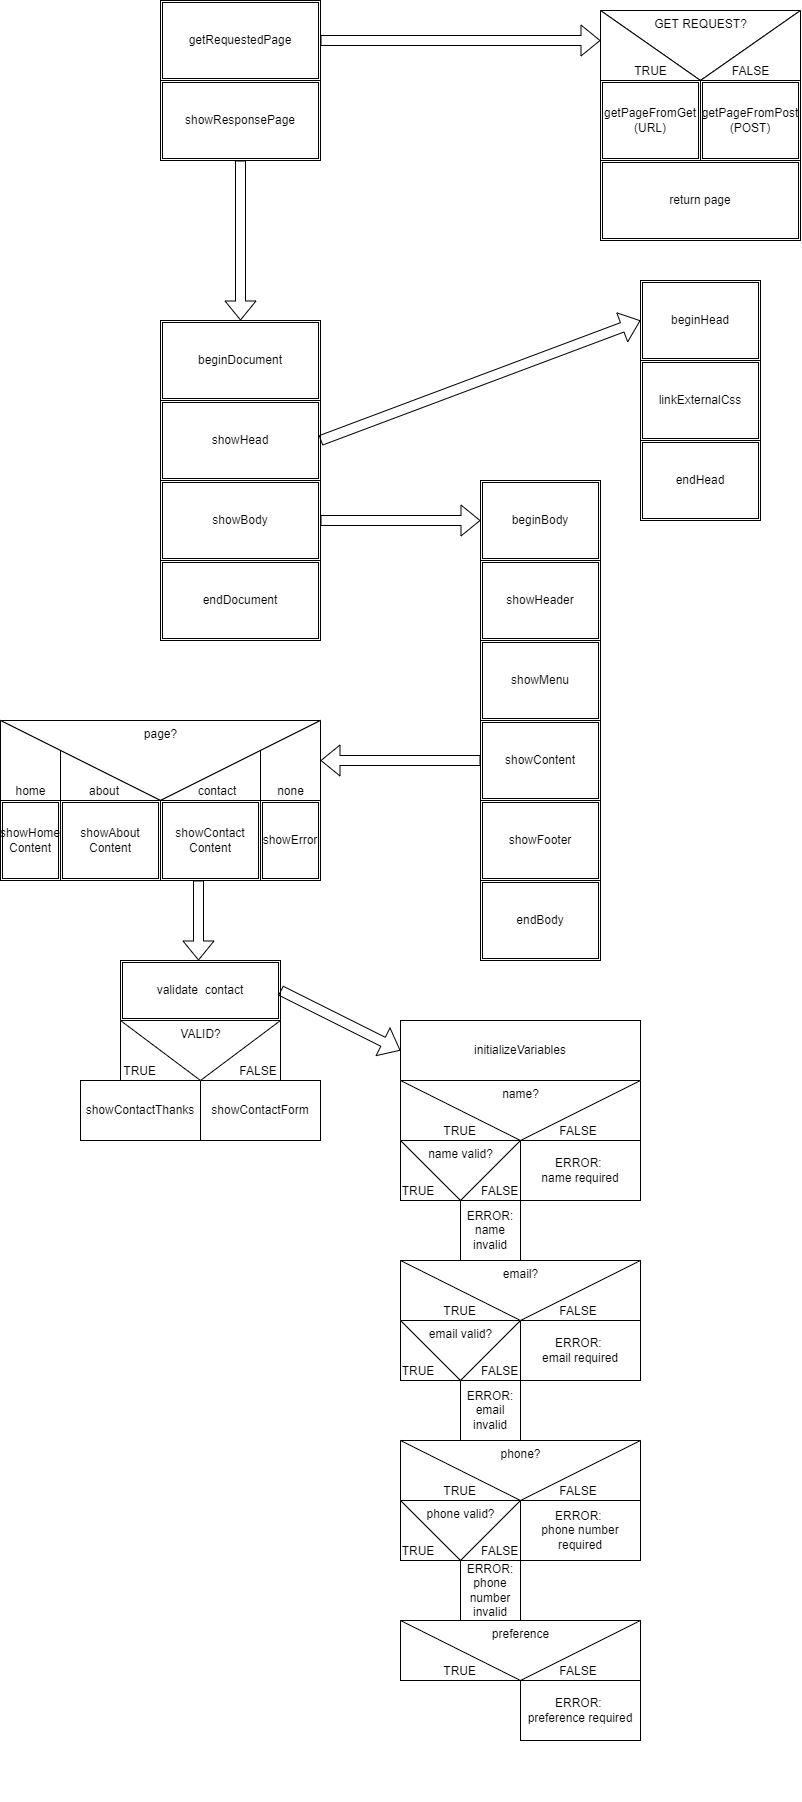 getRequestedPage
GET REQUEST?
TRUE
FALSE
showResponsePage
getPageFromGet
(URL)
getPageFromPost
(POST)
return page
beginDocument
showHead
showBody
endDocument
beginHead
linkExternalCss
endHead
beginBody
showHeader
showMenu
showContent
showFooter
endBody
page?
home
about
contact
none
showHome
Content
showAbout
Content
showContact
Content
showError
validate  contact
VALID?
TRUE
FALSE
showContactThanks
showContactForm
initializeVariables
name?
TRUE
FALSE
name valid?
TRUE
FALSE
ERROR:
name required
ERROR:
name
invalid
email?
TRUE
FALSE
email valid?
TRUE
FALSE
ERROR:
email required
ERROR:
email
invalid
phone?
TRUE
FALSE
phone valid?
TRUE
FALSE
ERROR:
phone number
required
ERROR:
phone
number
invalid
preference
TRUE
FALSE
ERROR:
preference required